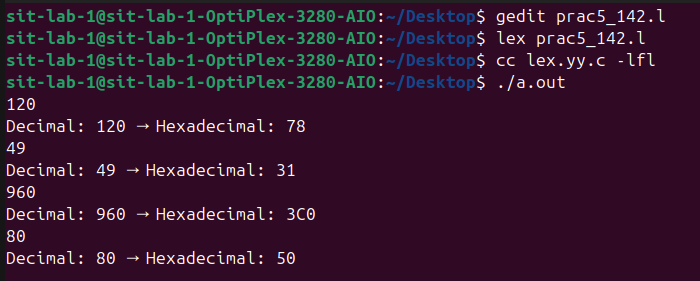 sit-lab-1@sit-lab-1-OptiPlex-3280-AIO:~/Desktop$ gedit prac5_142.l
sit-lab-1@sit-lab-1-OptiPlex-3280-AIO:~/Desktop$ lex prac5_142.l
sit-lab-1@sit-lab-1-OptiPlex-3280-AIO:~/Desktop$ cc lex.yy.c -lfl
sit-lab-1@sit-lab-1-OptiPlex-3280-AIO:~/Desktop$ ./a.out
120
Decimal: 120 → Hexadecimal: 78
49
Decimal: 49 → Hexadecimal: 31
960
Decimal: 960 → Hexadecimal: 3C0
80
Decimal: 80 → Hexadecimal: 50